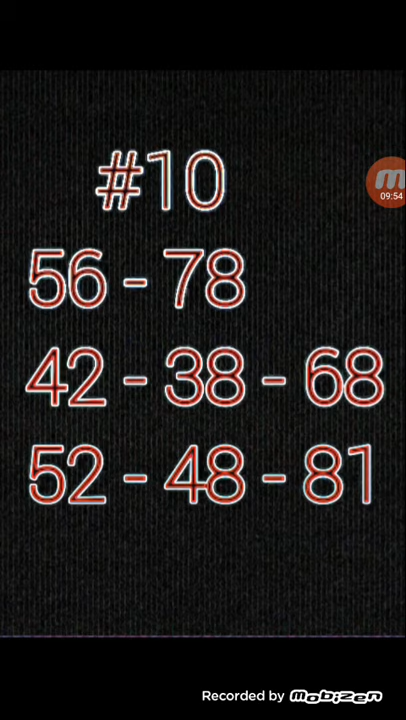 #10
09:54
56 - 78
42 - 38 - 68
52 - 48 - 81
Recorded by Mobizen